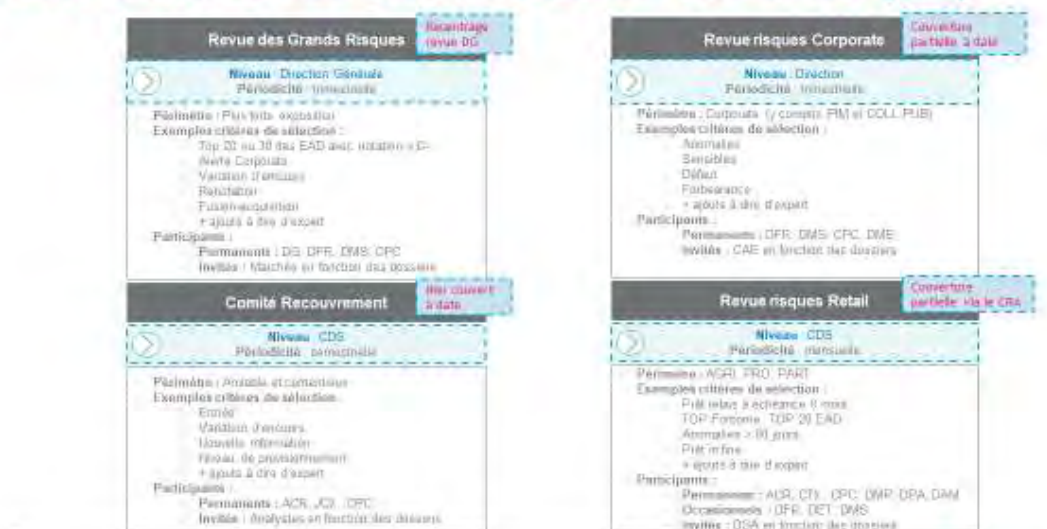 Revue des Grands Risques
Recentrage
revue DG
Niveau : Direction Générale
Périodicité : trimestrielle
Périmètre : Plus forte exposition
Exemples critères de sélection :
Top 20 ou 30 des EAD avec notation
Alerte Corporate
Variation d'encours
Réputation
Fusion-acquisition
+ ajouts à dire d'expert
Participants :
Permanents : DG, DFR, DMS, CPC
Invités : Marchés en fonction des dossiers
Comité Recouvrement
Non couvert
à date
Niveau : CDS
Périodicité : semestrielle
Périmètre : Amiable et contentieux
Exemples critères de sélection
Entrée
Variation d'encours
Nouvelle information
Niveau de provisionnement
+ ajouts à dire d'expert
Participants :
Permanents : ACR, CPC
Invités : Analystes en fonction des dossiers
Revue risques Corporate
Couverture
partielle à date
Niveau : Direction
Périodicité : trimestrielle
Périmètre : Corporate (y compris PIM et COLL PUB)
Exemples critères de sélection :
Anomalies
Sensibles
Défaut
Forbearance
+ ajouts à dire d'expert
Participants :
Permanents : DFR, DMS, CPC, DME
Invités : CAE en fonction des dossiers
Revue risques Retail
Couverture
partielle via le CRA
Niveau : CDS
Périodicité : mensuelle
Périmètre : AGRI, PRO, PART
Exemples critères de sélection :
Prêt relais à échéance 6 mois
TOP Forborne, TOP 20 EAD
Anomalies > 60 jours
Prêt in fine
+ ajouts à dire d'expert
Participants :
Permanents : ACR, CTX, CPC, DMP, DPA, DAM
Occasionnels : DFR, DET, DMS
Invités : DSA en fonction des dossiers